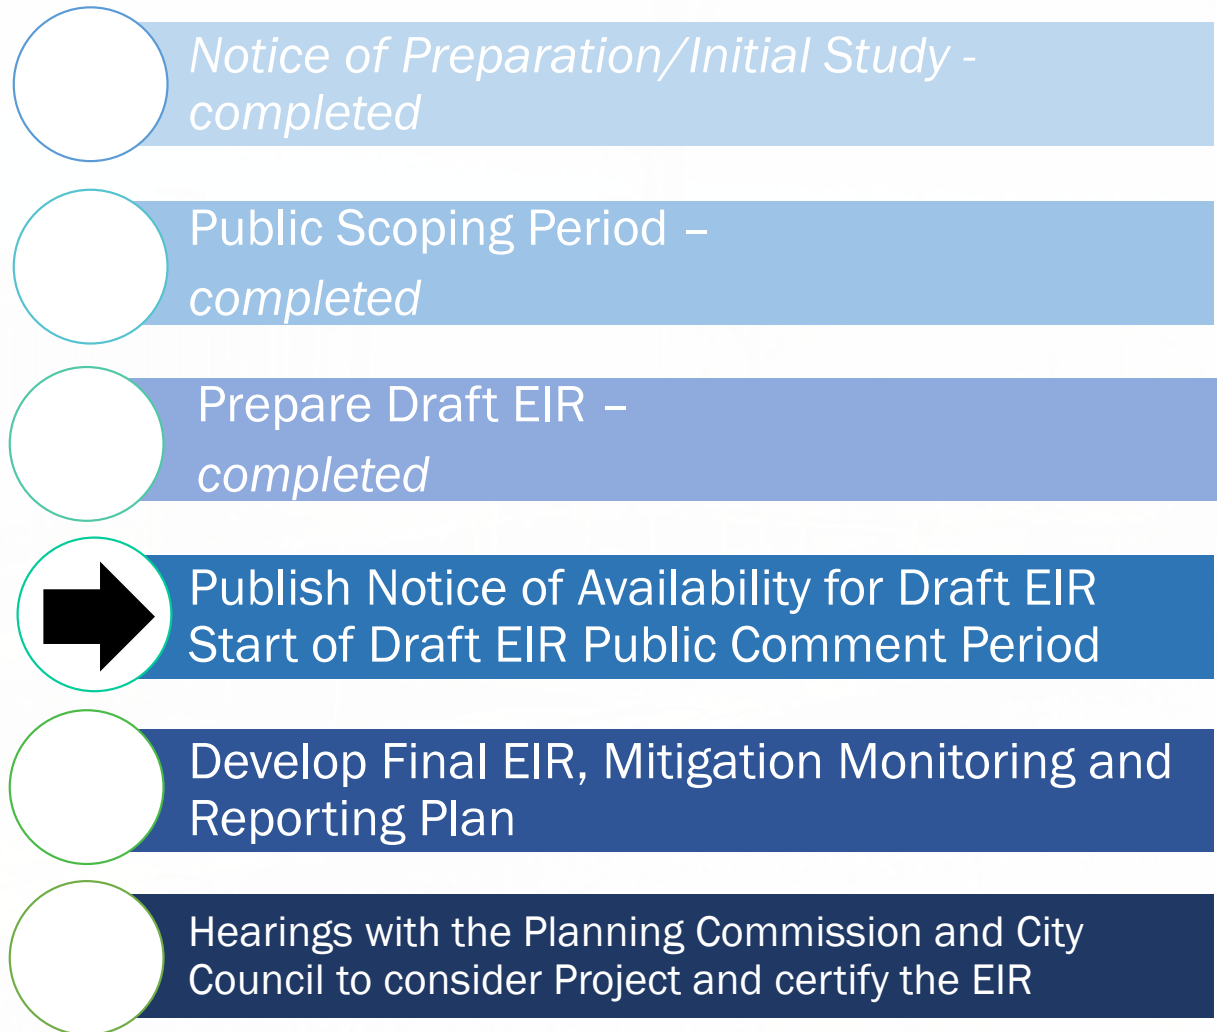 Notice of Preparation/Initial Study -
completed
Public Scoping Period –
completed
Prepare Draft EIR –
completed
Publish Notice of Availability for Draft EIR
Start of Draft EIR Public Comment Period
Develop Final EIR, Mitigation Monitoring and
Reporting Plan
Hearings with the Planning Commission and City
Council to consider Project and certify the EIR